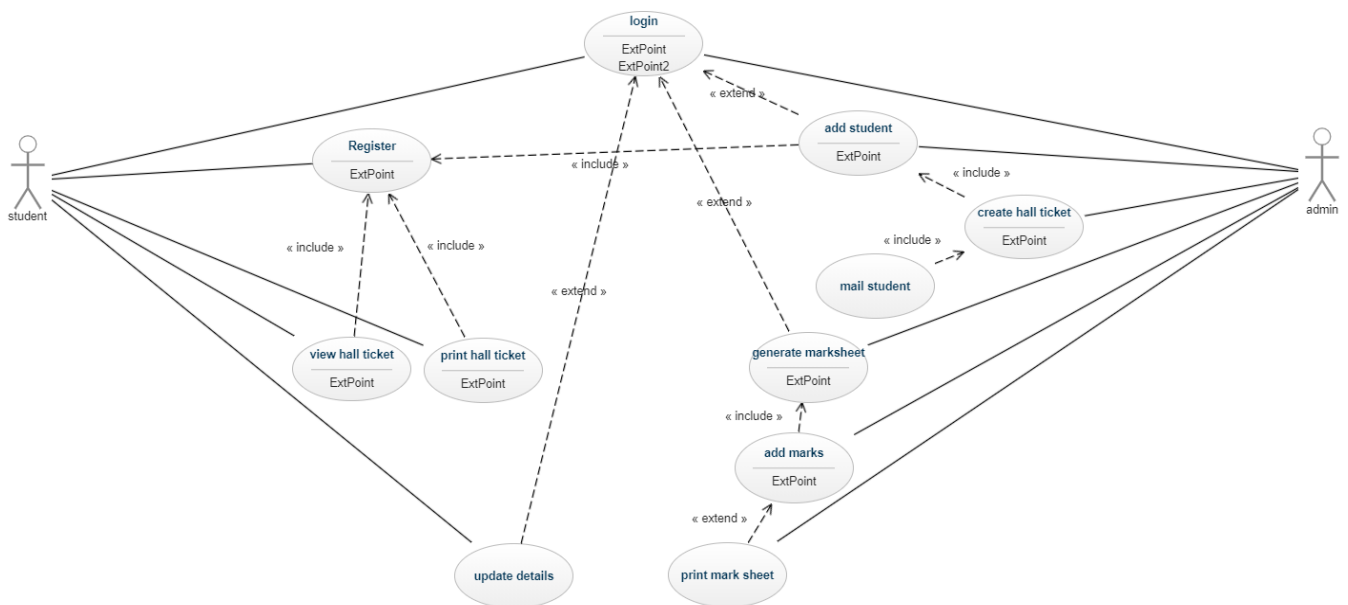 login
ExtPoint
ExtPoint2
« extend »
add student
ExtPoint
Register
ExtPoint
« include »
« include »
student
admin
« extend »
create hall ticket
ExtPoint
« include »
« include »
« include »
mail student
« extend »
view hall ticket
ExtPoint
print hall ticket
ExtPoint
generate marksheet
ExtPoint
« include »
add marks
ExtPoint
« extend »
update details
print mark sheet